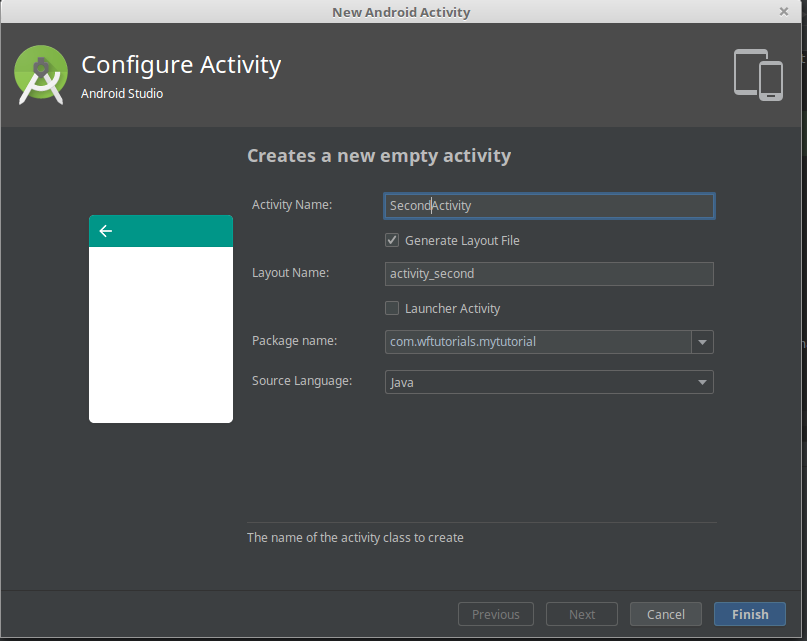 New Android Activity
Configure Activity
Android Studio
Creates a new empty activity
Activity Name: SecondActivity
Generate Layout File
Layout Name: activity_second
Launcher Activity
Package name: com.wftutorials.mytutorial
Source Language: Java
The name of the activity class to create
Previous Next Cancel Finish